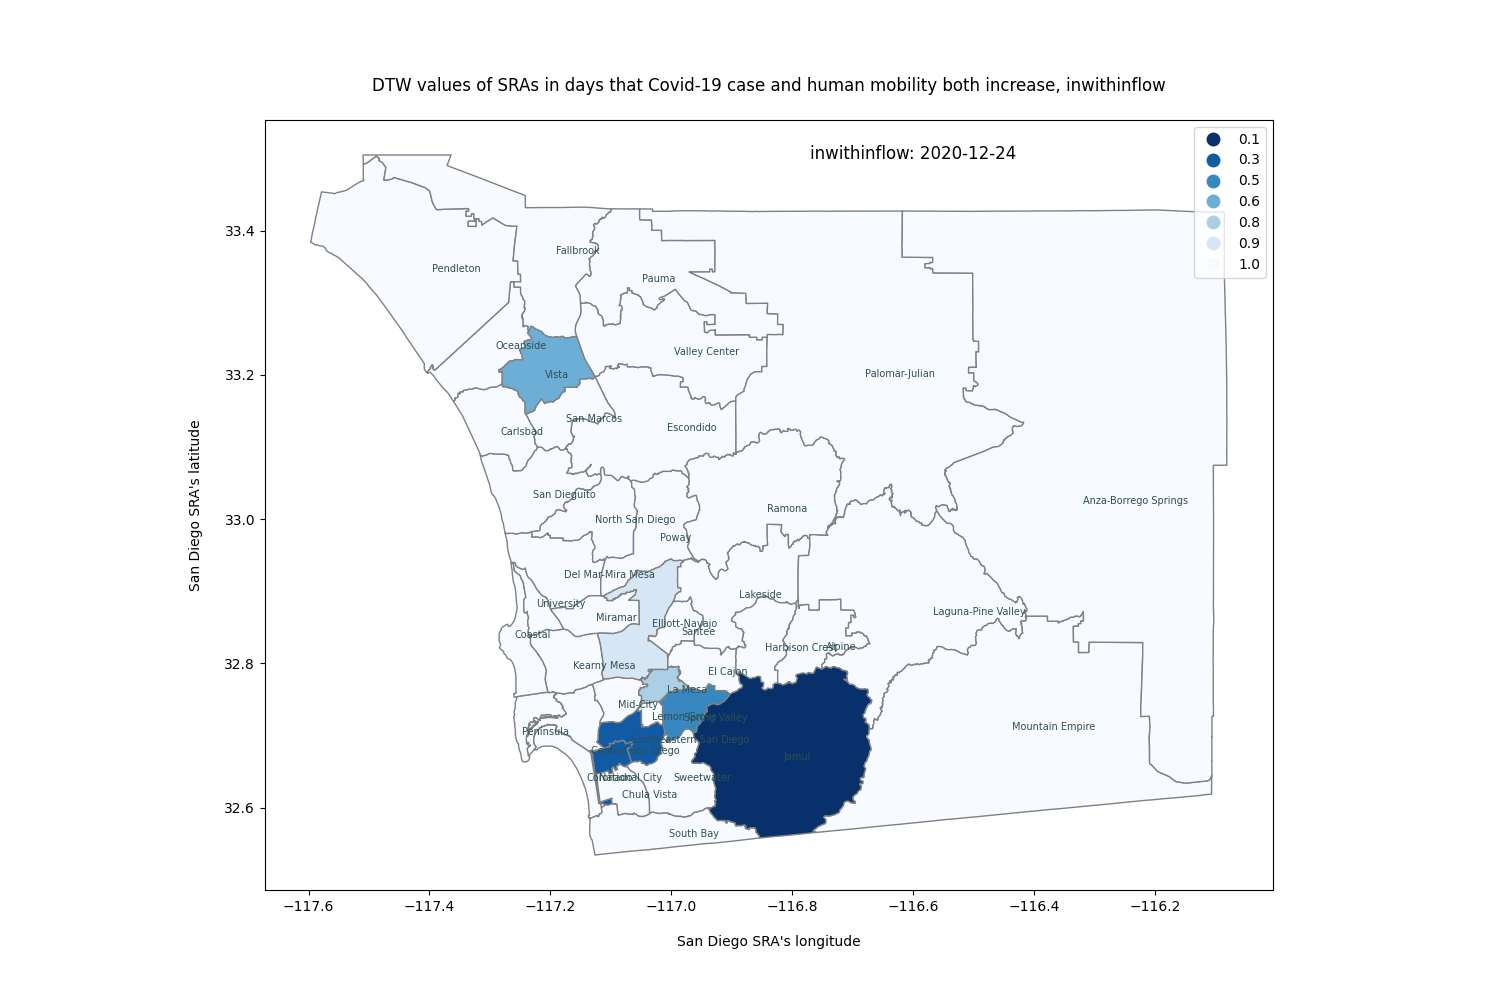 DTW values of SRAs in days that Covid-19 case and human mobility both increase, inwithinflow
inwithinflow: 2020-12-24
0.1
0.3
0.5
0.6
0.8
0.9
1.0
San Diego SRA's latitude
33.4
33.2
33.0
32.8
32.6
Fallbrook
Pendleton
Pauma
Oceanside
Valley Center
Vista
Palomar-Julian
San Marcos
Carlsbad
Escondido
San Dieguito
Anza-Borrego Springs
Ramona
North San Diego
Poway
Del Mar-Mira Mesa
Lakeside
University
Laguna-Pine Valley
Miramar
Elliott-Navajo
Santee
Coastal
Harbison Crest
Alpine
Kearny Mesa
El Cajon
La Mesa
Mid-City
Lemon Grove
Spring Valley
Mountain Empire
Peninsula
Southeastern San Diego
Central San Diego
Jamul
Coronado
National City
Sweetwater
Chula Vista
South Bay
−117.6
−117.4
−117.2
−117.0
−116.8
−116.6
−116.4
−116.2
San Diego SRA's longitude